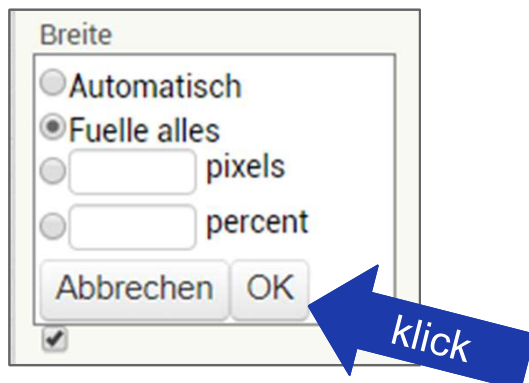 Breite
Automatisch
Fuelle alles
pixels
percent
Abbrechen OK
klick